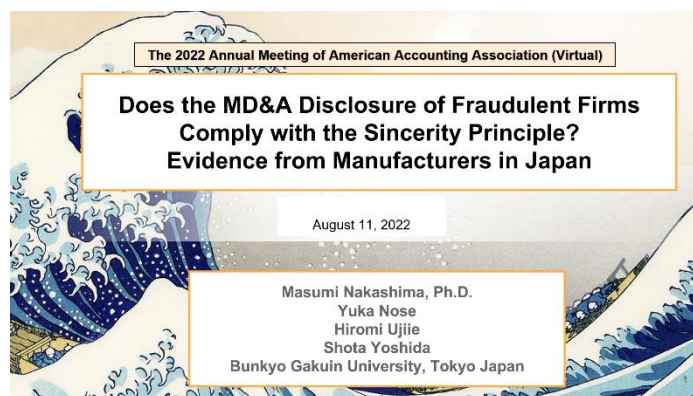 The 2022 Annual Meeting of American Accounting Association (Virtual)
Does the MD&A Disclosure of Fraudulent Firms
Comply with the Sincerity Principle?
Evidence from Manufacturers in Japan
August 11, 2022
Masumi Nakashima, Ph.D.
Yuka Nose
Hiromi Ujiie
Shota Yoshida
Bunkyo Gakuin University, Tokyo Japan
1